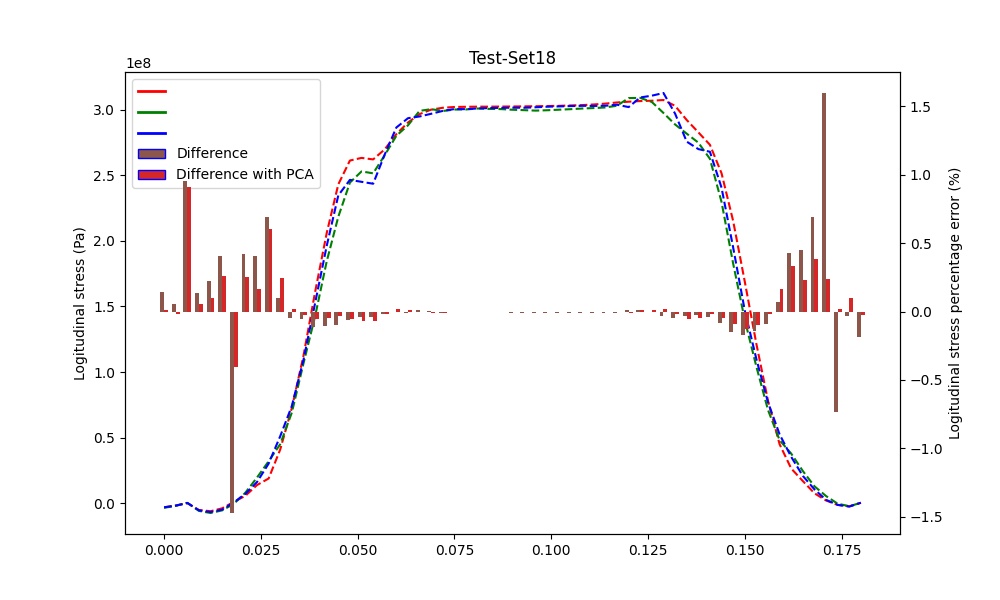 Test-Set18
1e8
Difference
Difference with PCA
3.0
2.5
2.0
1.5
1.0
0.5
0.0
Logitudinal stress (Pa)
1.5
1.0
0.5
0.0
−0.5
−1.0
−1.5
Logitudinal stress percentage error (%)
0.000 0.025 0.050 0.075 0.100 0.125 0.150 0.175